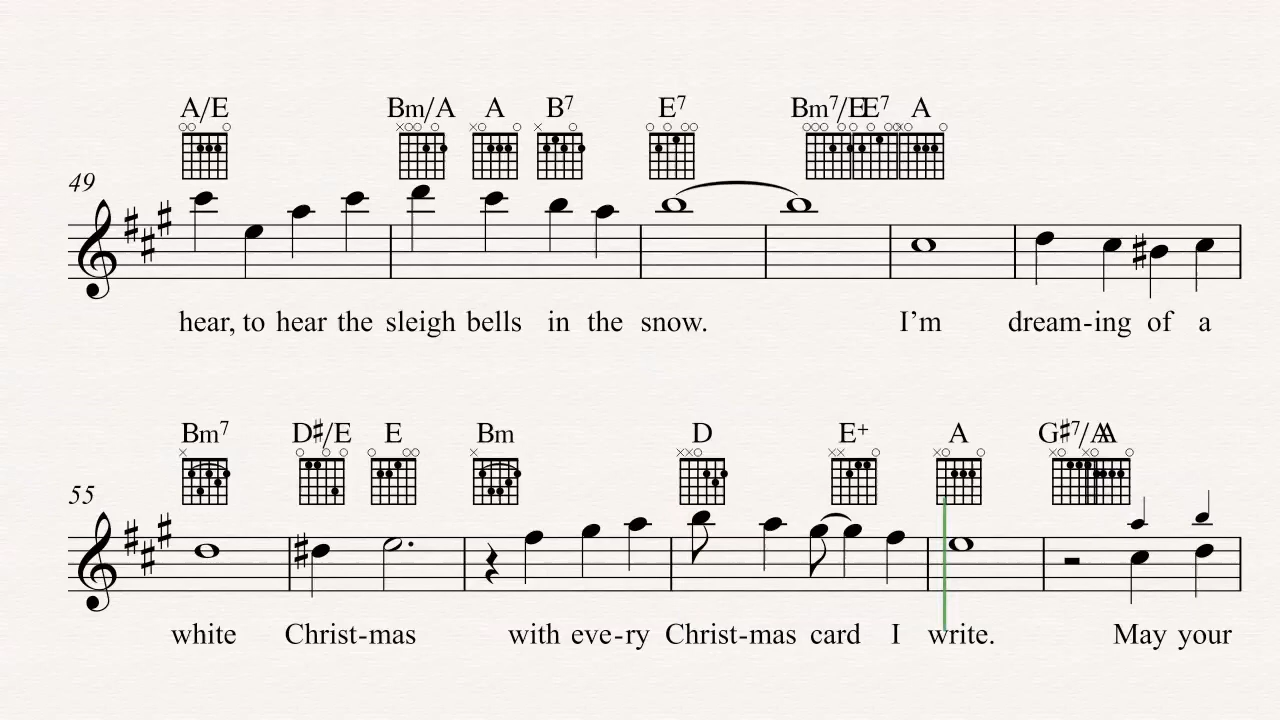 A/E Bm/A A B7 E7 Bm7/E E7 A
49
hear, to hear the sleigh bells in the snow. I’m dream-ing of a
Bm7 D♯/E E Bm D E+ A G♯7/A A
55
white Christ-mas with eve-ry Christ-mas card I write. May your